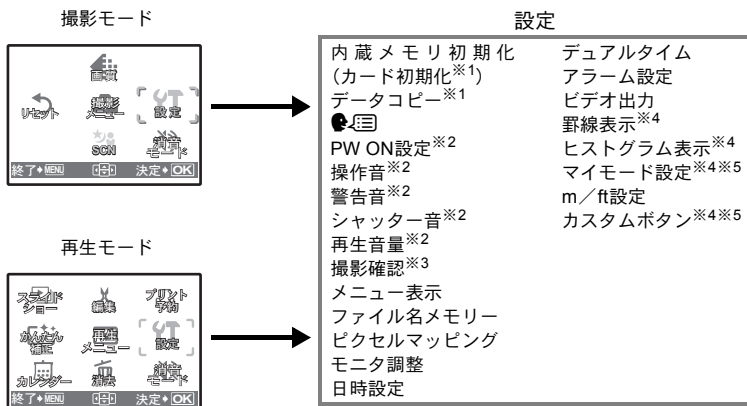 撮影モード
画質
リセット
撮影
メニュー
設定
SCN
消音
モード
終了 MENU
決定 OK
再生モード
スライド
ショー
編集
プリント
予約
かんたん
補正
再生
メニュー
設定
カレンダー
消去
消音
モード
終了 MENU
決定 OK
設定
内蔵メモリ初期化
(カード初期化※1)
データコピー※1
PW ON設定※2
操作音※2
警告音※2
シャッター音※2
再生音量※2
撮影確認※3
メニュー表示
ファイル名メモリー
ピクセルマッピング
モニタ調整
日時設定
デュアルタイム
アラーム設定
ビデオ出力
罫線表示※4
ヒストグラム表示※4
マイモード設定※4※5
m／ft設定
カスタムボタン※4※5